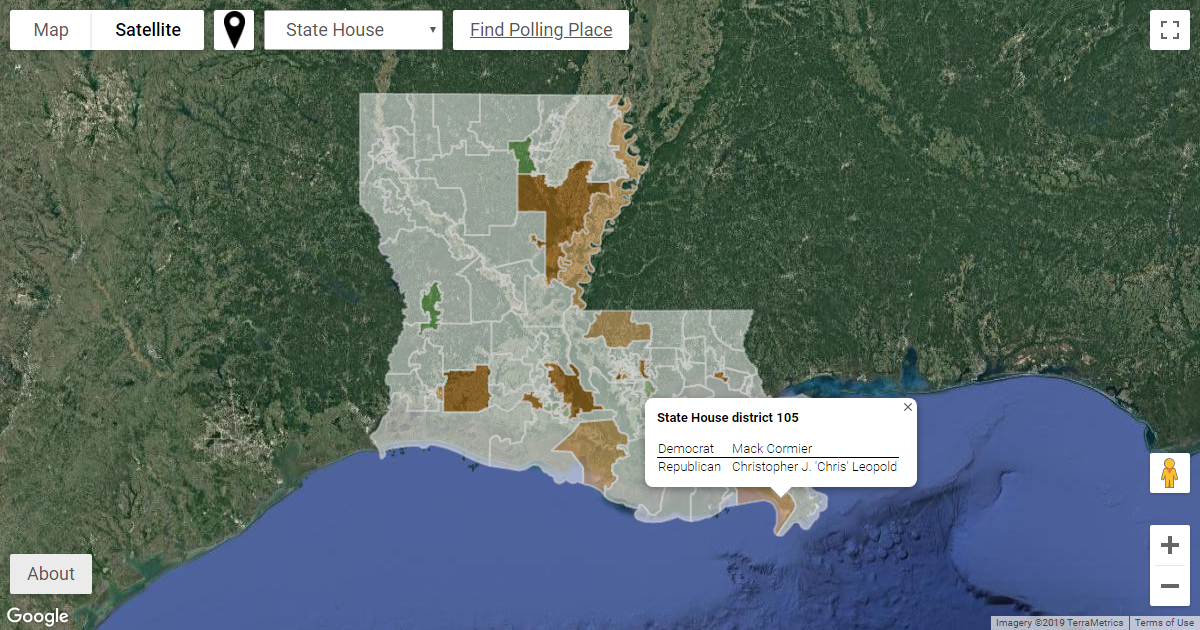 Map
Satellite
State House
Find Polling Place
State House district 105
Democrat Mack Cormier
Republican Christopher J. 'Chris' Leopold
About
Google
Imagery ©2019 TerraMetrics
Terms of Use